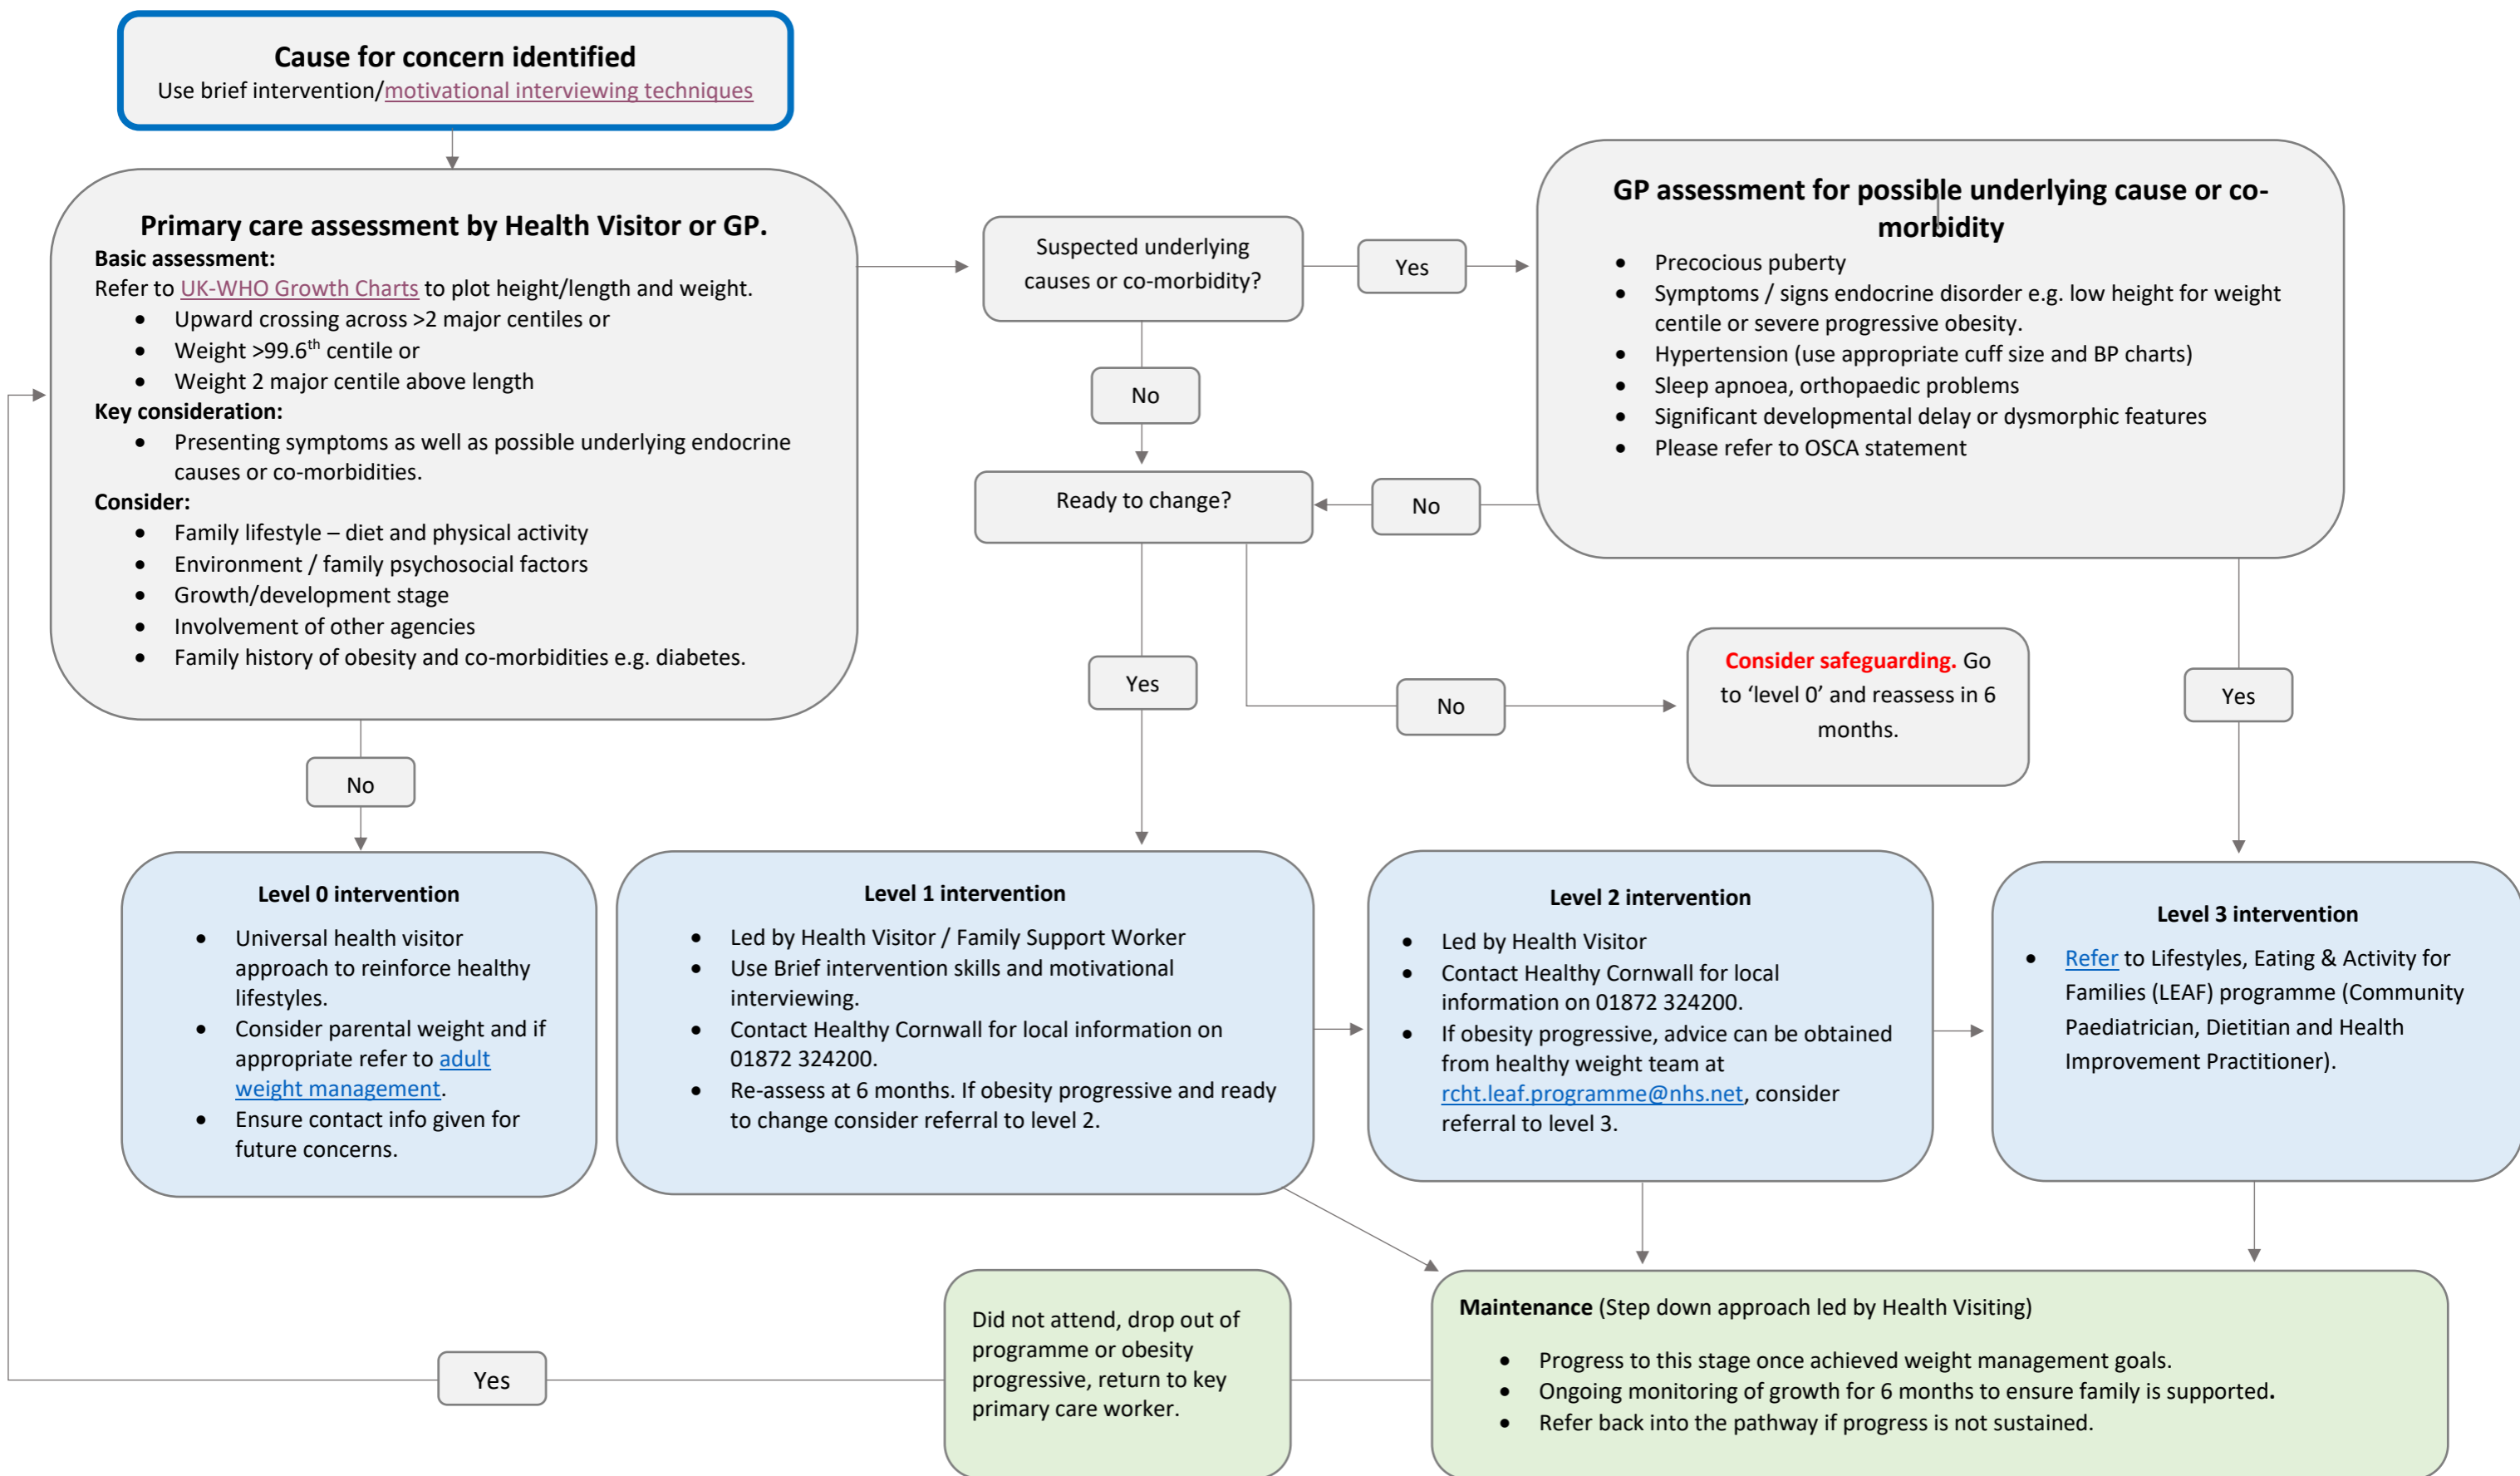 Cause for concern identified
Use brief intervention/motivational interviewing techniques
Primary care assessment by Health Visitor or GP.
Basic assessment:
Refer to UK-WHO Growth Charts to plot height/length and weight.
• Upward crossing across >2 major centiles or
• Weight >99.6th centile or
• Weight 2 major centile above length
Key consideration:
• Presenting symptoms as well as possible underlying endocrine
causes or co-morbidities.
Consider:
• Family lifestyle – diet and physical activity
• Environment / family psychosocial factors
• Growth/development stage
• Involvement of other agencies
• Family history of obesity and co-morbidities e.g. diabetes.
Suspected underlying
causes or co-morbidity?
Yes
No
GP assessment for possible underlying cause or co-
morbidity
• Precocious puberty
• Symptoms / signs endocrine disorder e.g. low height for weight
centile or severe progressive obesity.
• Hypertension (use appropriate cuff size and BP charts)
• Sleep apnoea, orthopaedic problems
• Significant developmental delay or dysmorphic features
• Please refer to OSCA statement
Ready to change?
No
Yes
No
Consider safeguarding. Go
to ‘level 0’ and reassess in 6
months.
Yes
No
Level 0 intervention
• Universal health visitor
approach to reinforce healthy
lifestyles.
• Consider parental weight and if
appropriate refer to adult
weight management.
• Ensure contact info given for
future concerns.
Level 1 intervention
• Led by Health Visitor / Family Support Worker
• Use Brief intervention skills and motivational
interviewing.
• Contact Healthy Cornwall for local information on
01872 324200.
• Re-assess at 6 months. If obesity progressive and ready
to change consider referral to level 2.
Level 2 intervention
• Led by Health Visitor
• Contact Healthy Cornwall for local
information on 01872 324200.
• If obesity progressive, advice can be obtained
from healthy weight team at
rcht.leaf.programme@nhs.net, consider
referral to level 3.
Level 3 intervention
• Refer to Lifestyles, Eating & Activity for
Families (LEAF) programme (Community
Paediatrician, Dietitian and Health
Improvement Practitioner).
Yes
Did not attend, drop out of
programme or obesity
progressive, return to key
primary care worker.
Maintenance (Step down approach led by Health Visiting)
• Progress to this stage once achieved weight management goals.
• Ongoing monitoring of growth for 6 months to ensure family is supported.
• Refer back into the pathway if progress is not sustained.